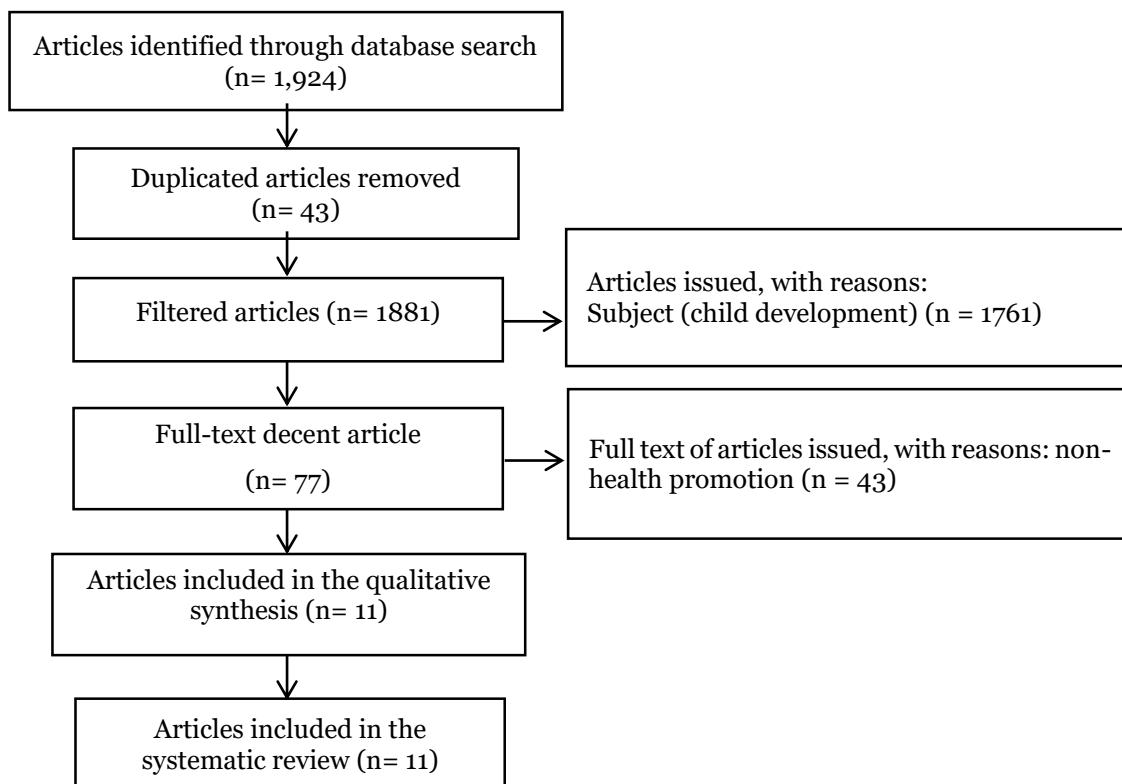 Articles identified through database search
(n= 1,924)
Duplicated articles removed
(n= 43)
Filtered articles (n= 1881)
Articles issued, with reasons:
Subject (child development) (n = 1761)
Full-text decent article
(n= 77)
Full text of articles issued, with reasons: non-
health promotion (n = 43)
Articles included in the qualitative
synthesis (n= 11)
Articles included in the
systematic review (n= 11)